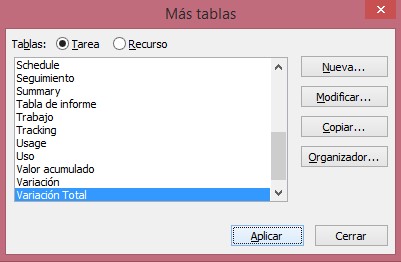 Más tablas
Tablas: Tarea Recurso
Schedule
Seguimiento
Summary
Tabla de informe
Trabajo
Tracking
Usage
Uso
Valor acumulado
Variación
Variación Total
Nueva...
Modificar...
Copiar...
Organizador...
Aplicar
Cerrar